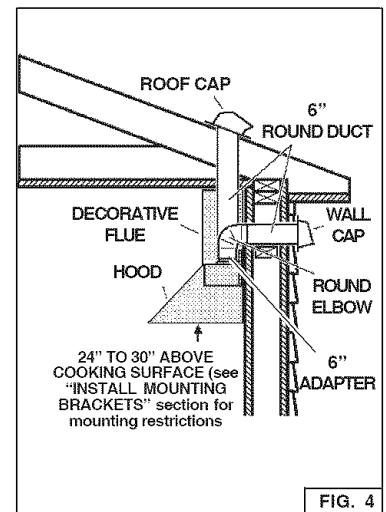 ROOF CAP
6”
ROUND DUCT
DECORATIVE
FLUE
WALL
CAP
HOOD
ROUND
ELBOW
6”
ADAPTER
24” TO 30” ABOVE
COOKING SURFACE (see
“INSTALL MOUNTING
BRACKETS” section for
mounting restrictions
FIG. 4